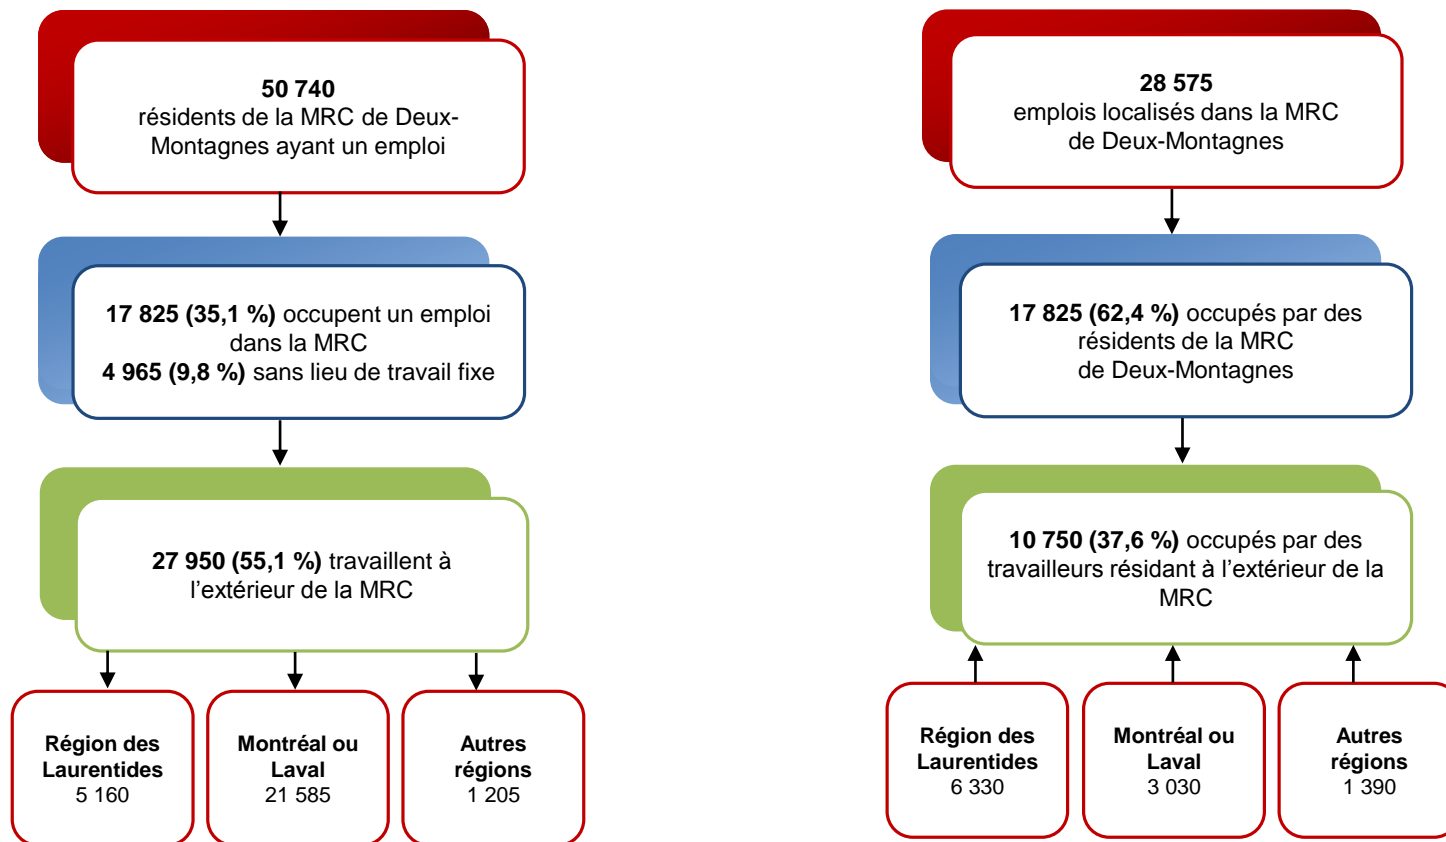 50 740
résidents de la MRC de Deux-
Montagnes ayant un emploi
17 825 (35,1 %) occupent un emploi
dans la MRC
4 965 (9,8 %) sans lieu de travail fixe
27 950 (55,1 %) travaillent à
l’extérieur de la MRC
Région des
Laurentides
5 160
Montréal ou
Laval
21 585
Autres
régions
1 205
28 575
emplois localisés dans la MRC
de Deux-Montagnes
17 825 (62,4 %) occupés par des
résidents de la MRC
de Deux-Montagnes
10 750 (37,6 %) occupés par des
travailleurs résidant à l’extérieur de la
MRC
Région des
Laurentides
6 330
Montréal ou
Laval
3 030
Autres
régions
1 390